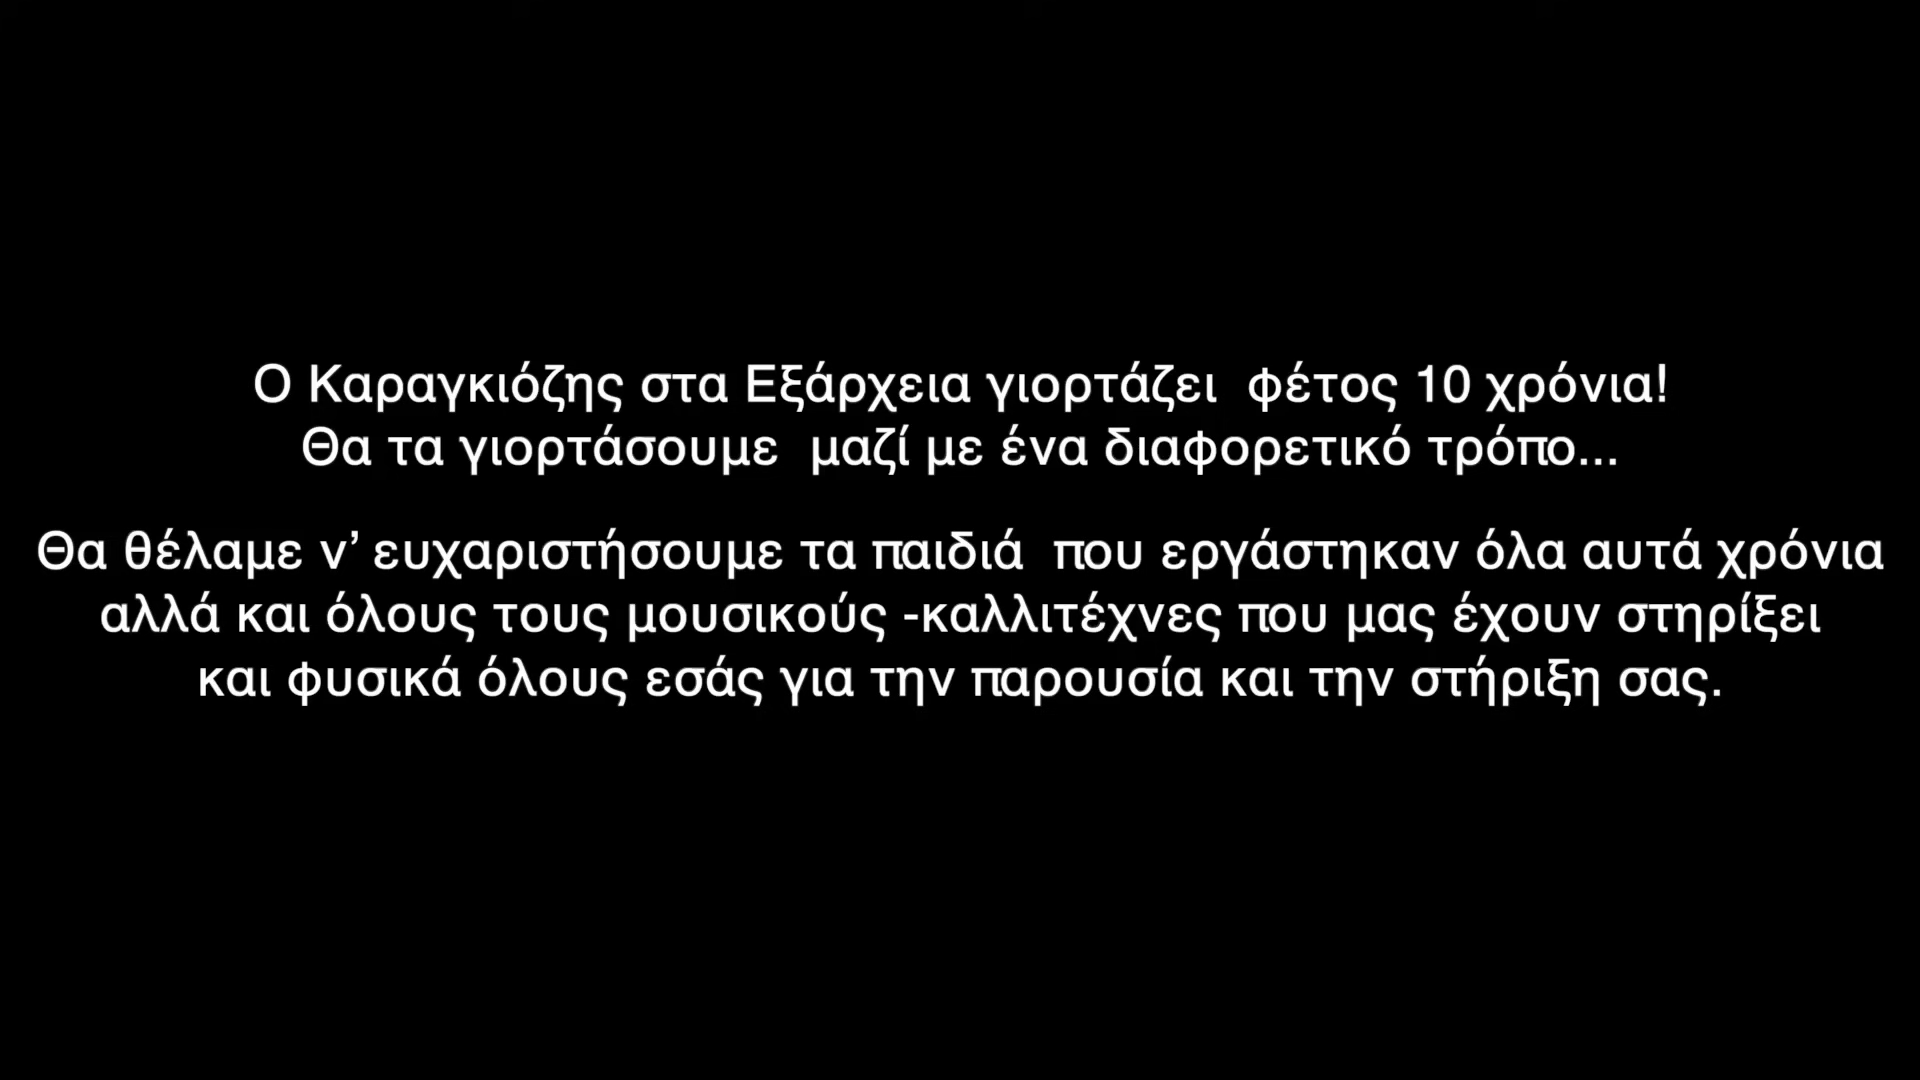 Ο Καραγκιόζης στα Εξάρχεια γιορτάζει  φέτος 10 χρόνια!
Θα τα γιορτάσουμε  μαζί με ένα διαφορετικό τρόπο...
Θα θέλαμε ν’ ευχαριστήσουμε τα παιδιά  που εργάστηκαν όλα αυτά χρόνια
αλλά και όλους τους μουσικούς -καλλιτέχνες που μας έχουν στηρίξει
και φυσικά όλους εσάς για την παρουσία και την στήριξη σας.